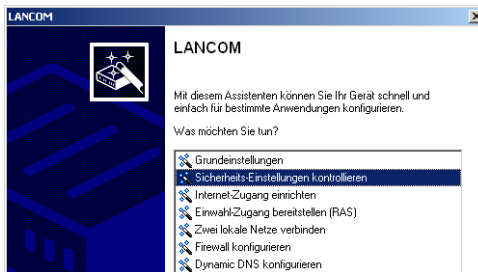 LANCOM
LANCOM
Mit diesem Assistenten können Sie Ihr Gerät schnell und
einfach für bestimmte Anwendungen konfigurieren.
Was möchten Sie tun?
Grundeinstellungen
Sicherheits-Einstellungen kontrollieren
Internet-Zugang einrichten
Einwahl-Zugang bereitstellen (RAS)
Zwei lokale Netze verbinden
Firewall konfigurieren
Dynamic DNS konfigurieren